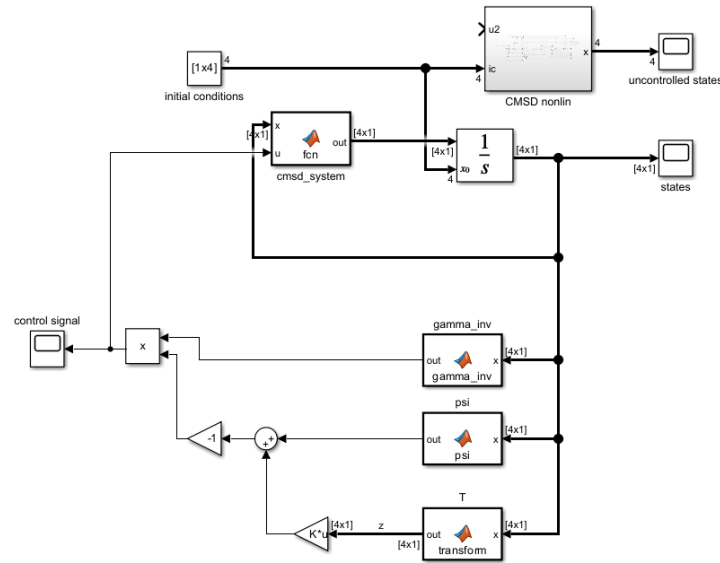 u2
ic
x
4
4
CMSD nonlin
4
uncontrolled states
[1x4]
4
initial conditions
x
[4x1]
u
fcn
out
[4x1]
cmsd_system
[4x1]
1
s
x₀
4
[4x1]
[4x1]
states
control signal
x
gamma_inv
out
x
[4x1]
gamma_inv
psi
out
x
[4x1]
psi
-1
+
+
K*u
[4x1]
z
[4x1]
T
out
x
[4x1]
transform